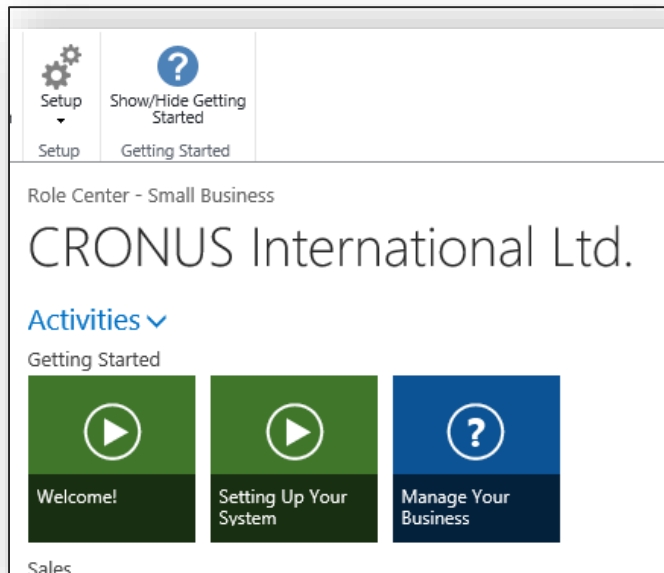 Setup
Show/Hide Getting
Started
Setup
Getting Started
Role Center - Small Business
CRONUS International Ltd.
Activities
Getting Started
Welcome!
Setting Up Your
System
Manage Your
Business
Sales